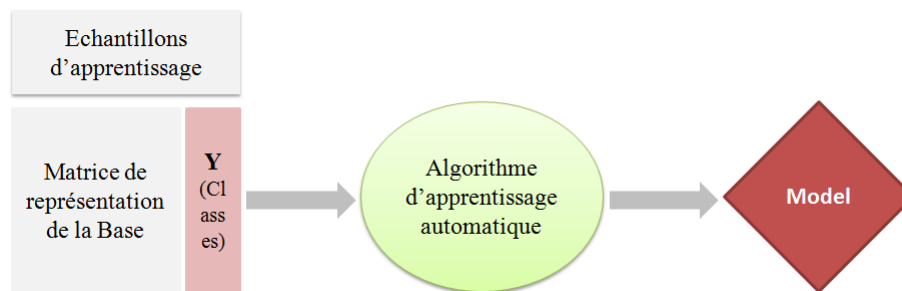 Echantillons
d’apprentissage
Matrice de
représentation
de la Base
Y
(Cl
ass
es)
Algorithme
d’apprentissage
automatique
Model